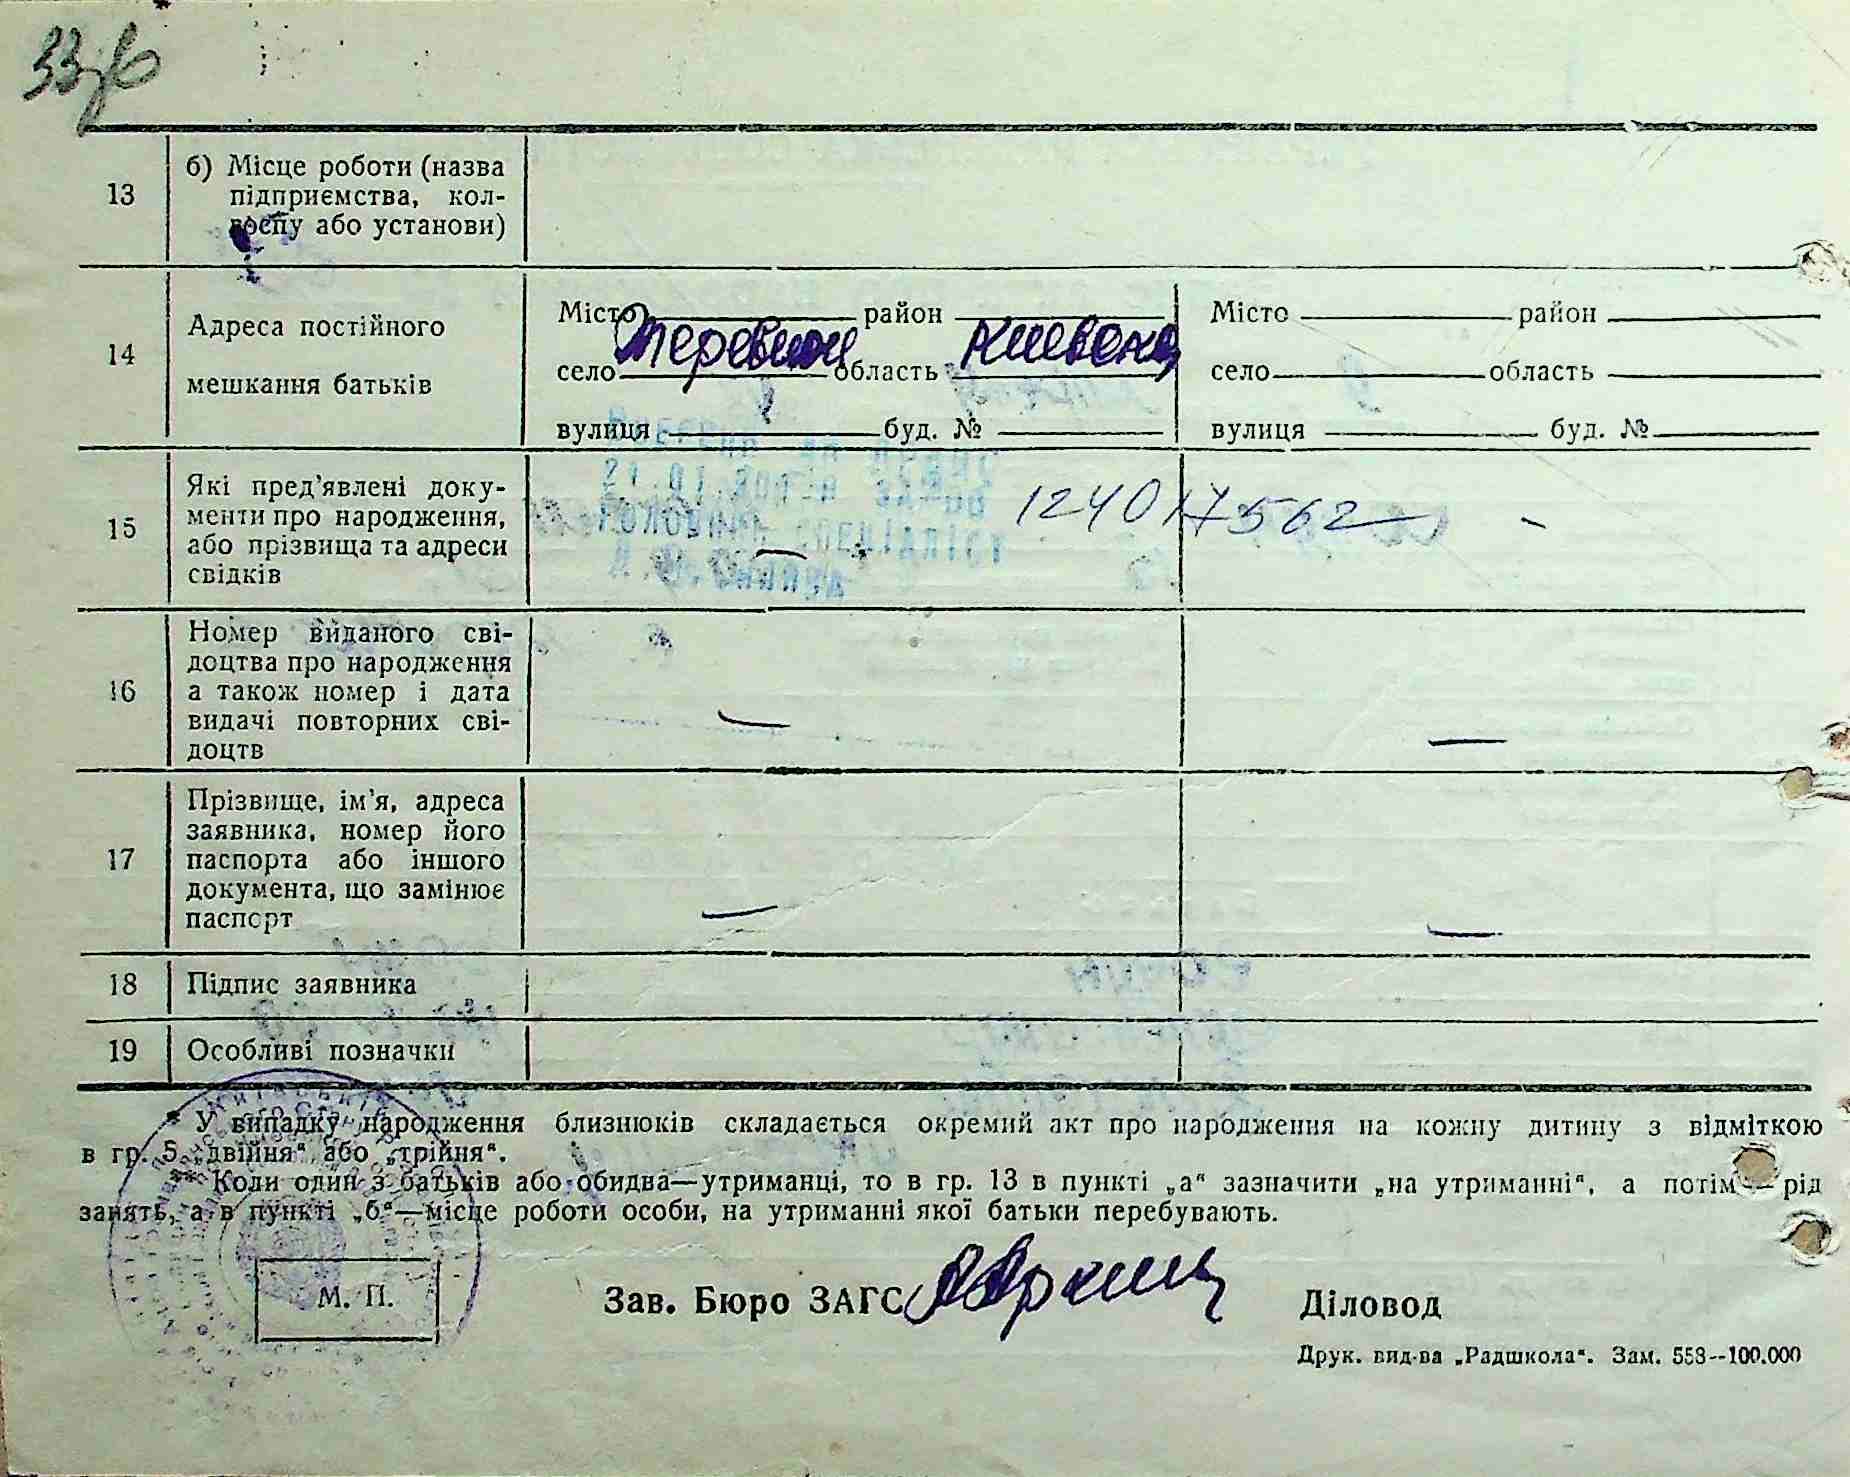 13
б) Місце роботи (назва
підприємства, кол-
госпу або установи)
14
Адреса постійного
мешкання батьків
Місто район
село область Киевска
вулиця буд. №
Місто район
село область
вулиця буд. №
15
Які пред'явлені доку-
менти про народження,
або прізвища та адреси
свідків
124017562
16
Номер виданого сві-
доцтва про народження
а також номер і дата
видачі повторних сві-
доцтв
17
Прізвище, ім'я, адреса
заявника, номер його
паспорта або іншого
документа, що замінює
паспорт
18
Підпис заявника
19
Особливі позначки
* У випадку народження близнюків складається окремий акт про народження на кожну дитину з відміткою
в гр. 5 „двійня“ або „трійня“.
Коли один з батьків або обидва—утриманці, то в гр. 13 в пункті „а“ зазначити „на утриманні“, а потім рід
занять, а в пункті „б“—місце роботи особи, на утриманні якої батьки перебувають.
М. П.
Зав. Бюро ЗАГС
Діловод
Друк. вид-ва „Радшкола“. Зам. 558--100.000